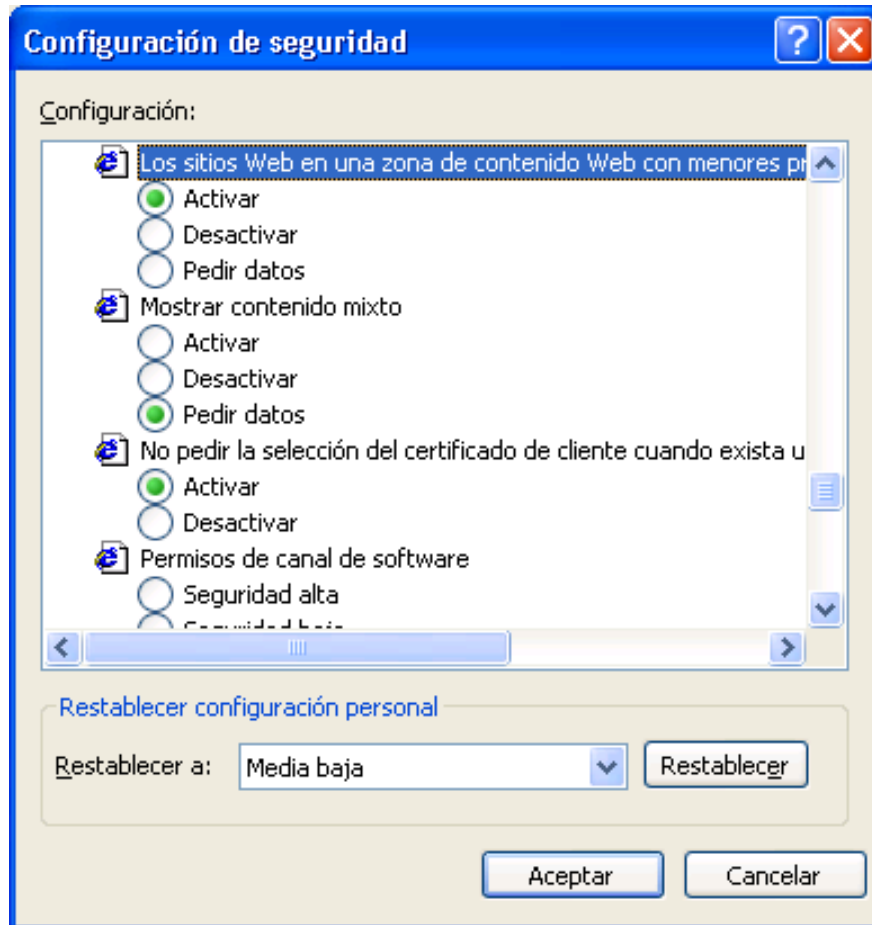 Configuración de seguridad
Configuración:
Los sitios Web en una zona de contenido Web con menores pr
Activar
Desactivar
Pedir datos
Mostrar contenido mixto
Activar
Desactivar
Pedir datos
No pedir la selección del certificado de cliente cuando exista u
Activar
Desactivar
Permisos de canal de software
Seguridad alta
Seguridad baja
Restablecer configuración personal
Restablecer a: Media baja Restablecer
Aceptar Cancelar